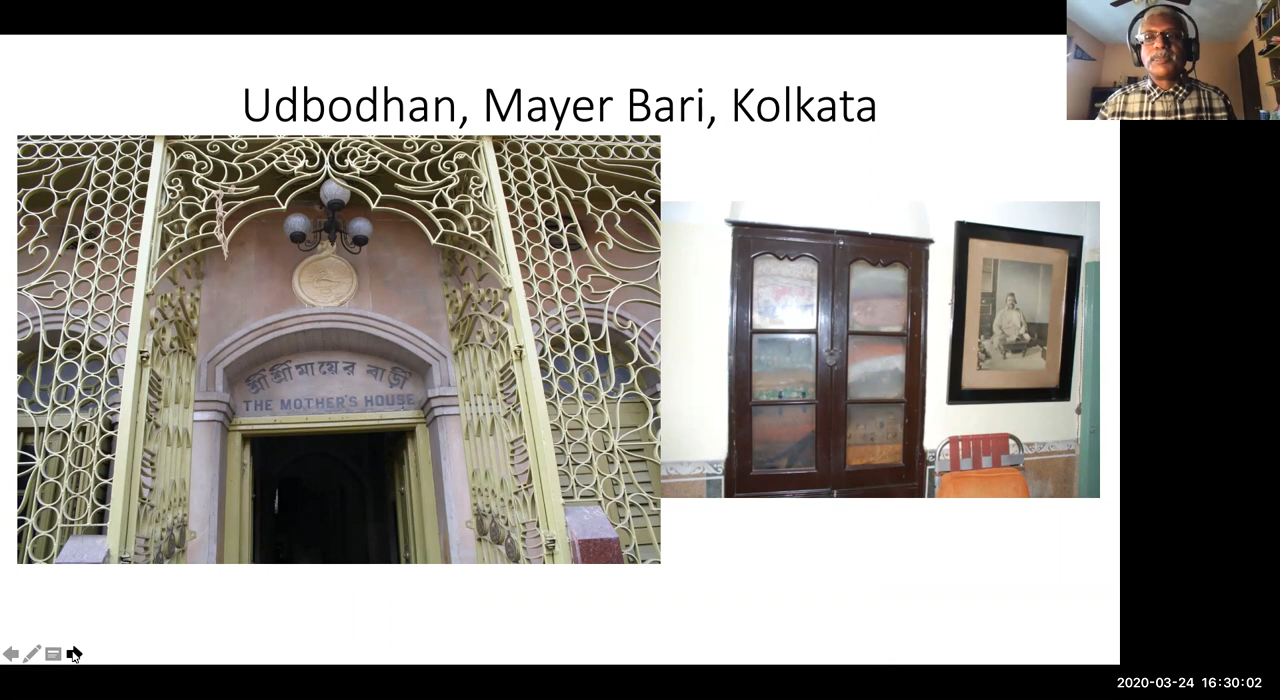 Udbodhan, Mayer Bari, Kolkata
শ্রীশ্রী মায়ের বাড়ী
THE MOTHER'S HOUSE
2020-03-24 16:30:02